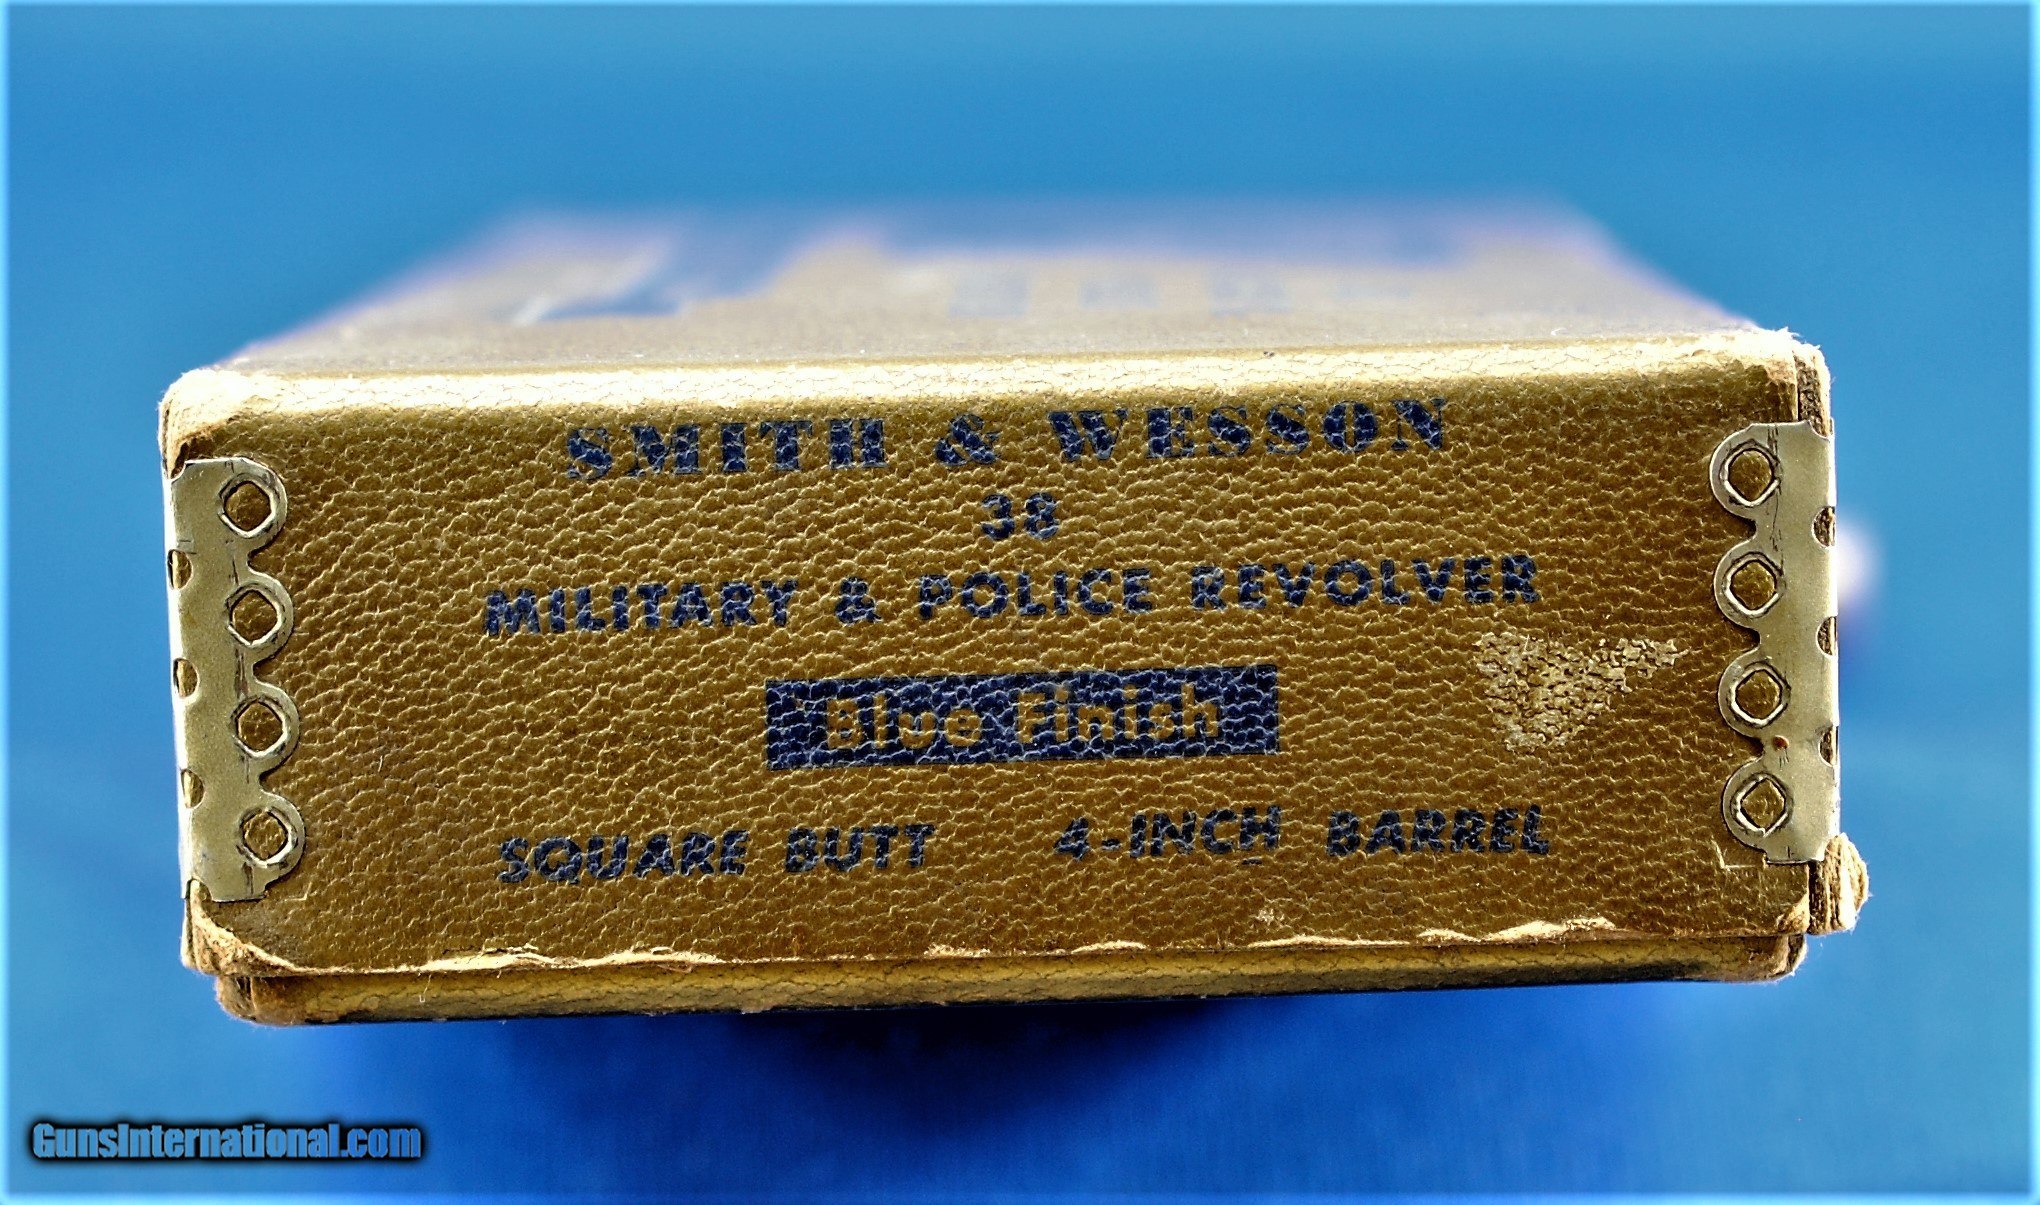 SMITH & WESSON
38
MILITARY & POLICE REVOLVER
Blue Finish
SQUARE BUTT 4-INCH BARREL
GunsInternational.com